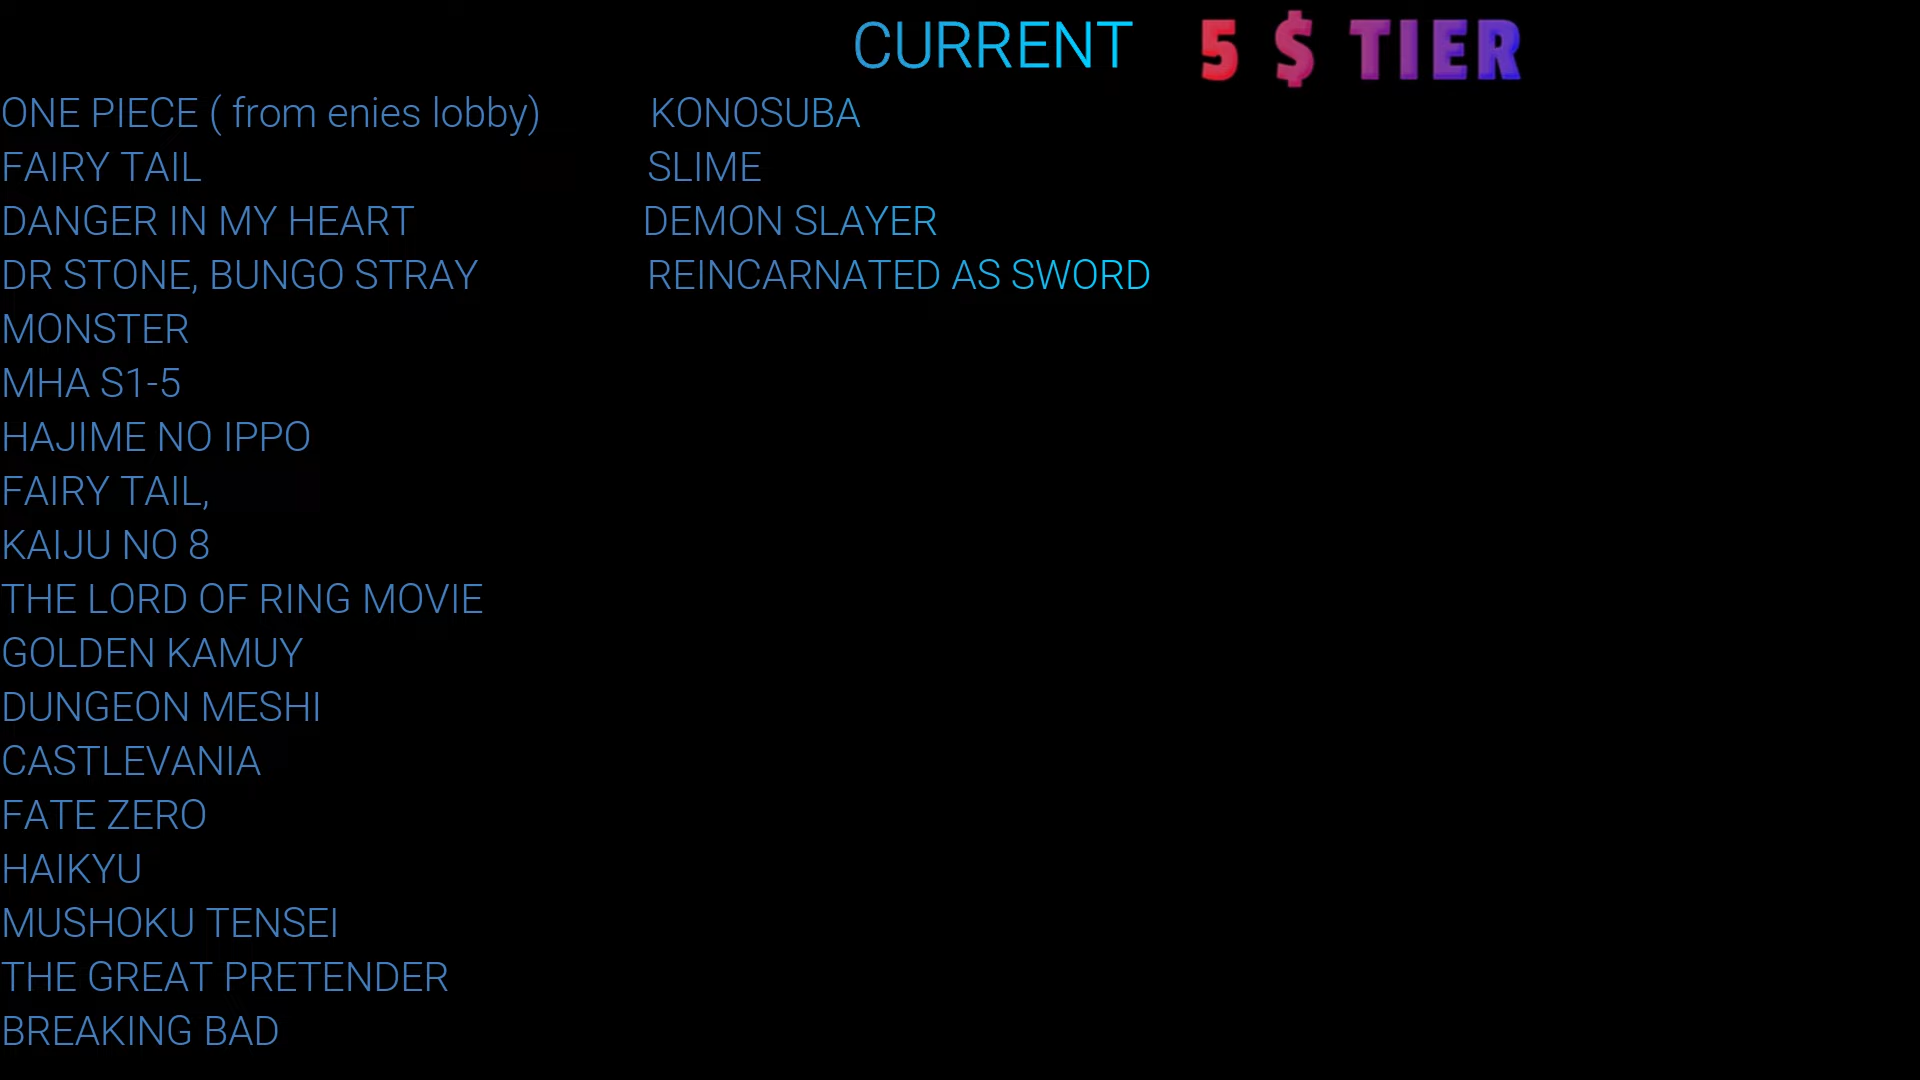 CURRENT 5 $ TIER
ONE PIECE ( from enies lobby)
FAIRY TAIL
DANGER IN MY HEART
DR STONE, BUNGO STRAY
MONSTER
MHA S1-5
HAJIME NO IPPO
FAIRY TAIL,
KAIJU NO 8
THE LORD OF RING MOVIE
GOLDEN KAMUY
DUNGEON MESHI
CASTLEVANIA
FATE ZERO
HAIKYU
MUSHOKU TENSEI
THE GREAT PRETENDER
BREAKING BAD
KONOSUBA
SLIME
DEMON SLAYER
REINCARNATED AS SWORD